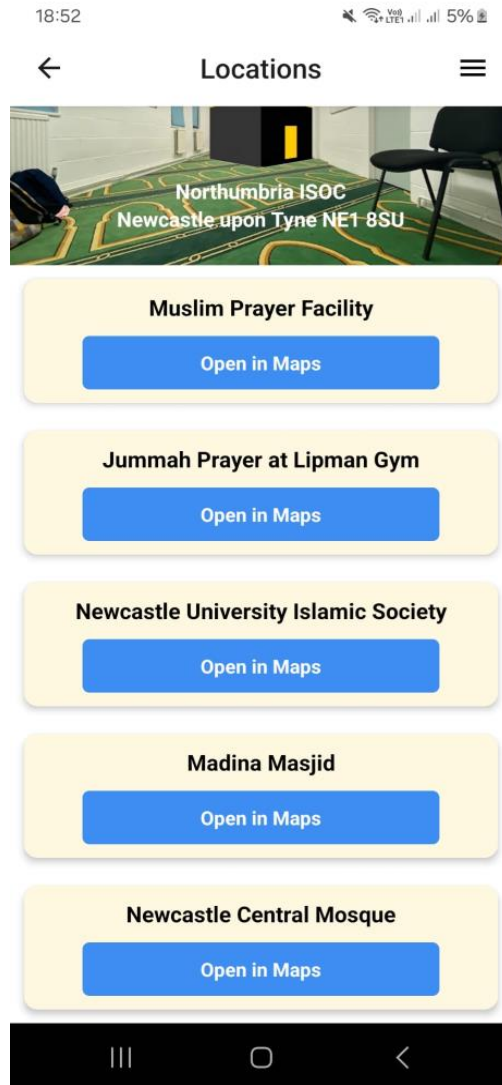 18:52
Vo))
LTE1
5%
Locations
Northumbria ISOC
Newcastle upon Tyne NE1 8SU
Muslim Prayer Facility
Open in Maps
Jummah Prayer at Lipman Gym
Open in Maps
Newcastle University Islamic Society
Open in Maps
Madina Masjid
Open in Maps
Newcastle Central Mosque
Open in Maps